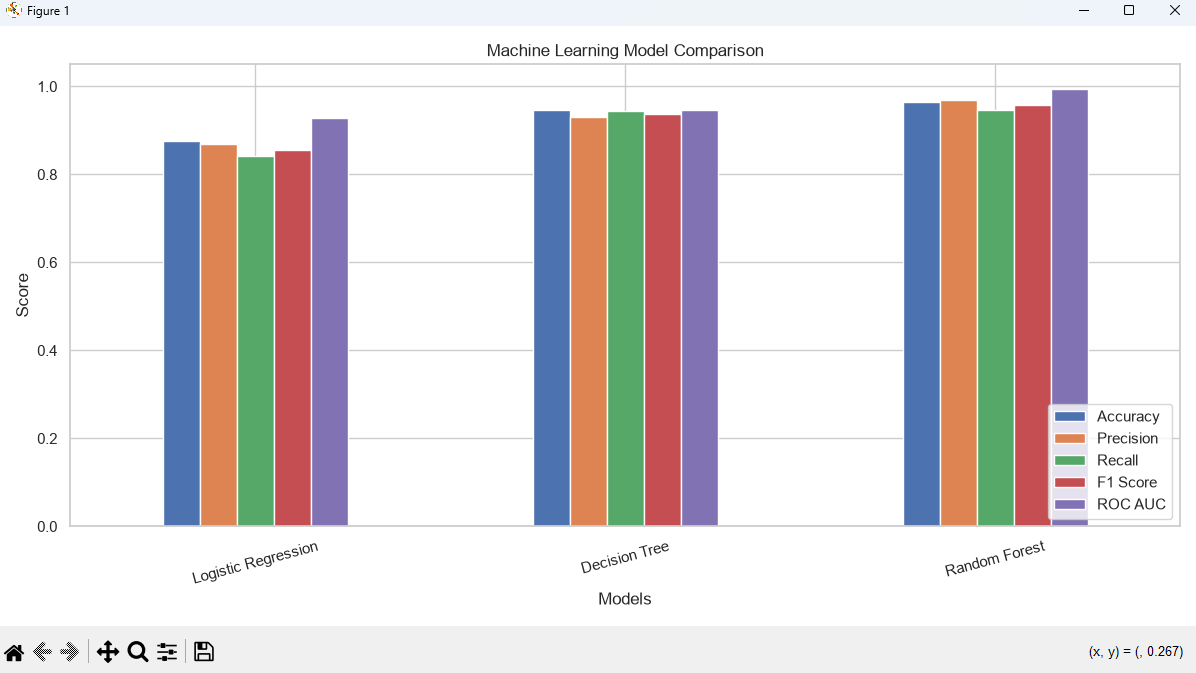 Figure 1
Machine Learning Model Comparison
1.0
0.8
0.6
0.4
0.2
0.0
Score
Accuracy
Precision
Recall
F1 Score
ROC AUC
Logistic Regression
Decision Tree
Random Forest
Models
(x, y) = (, 0.267)